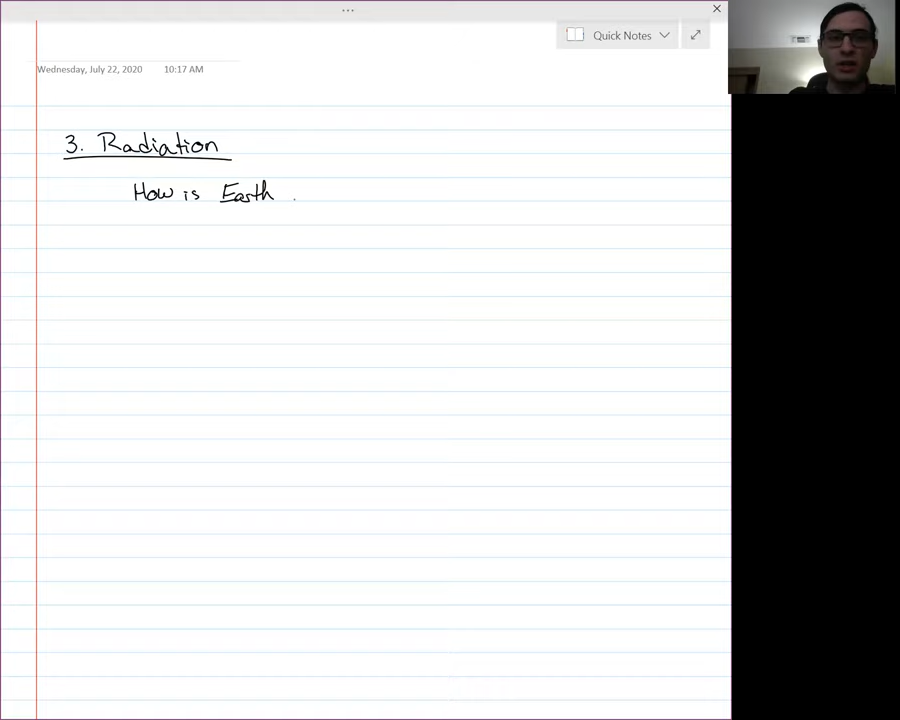 Quick Notes
Wednesday, July 22, 2020 10:17 AM
3. Radiation
How is Earth